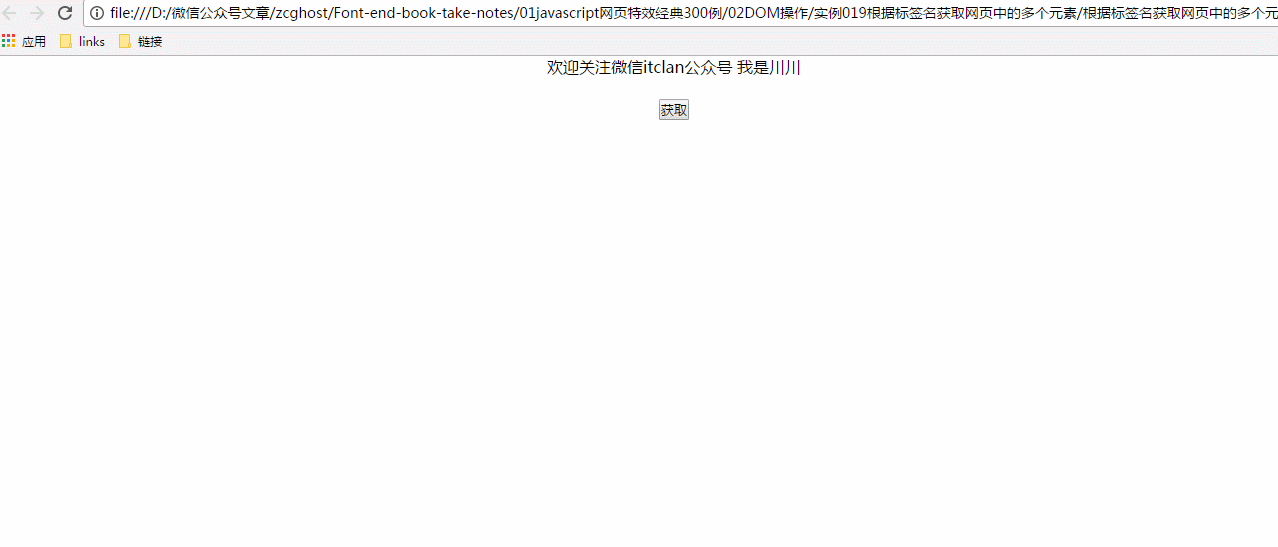 file:///D:/微信公众号文章/zcghost/Font-end-book-take-notes/01javascript网页特效经典300例/02DOM操作/实例019根据标签名获取网页中的多个元素/根据标签名获取网页中的多个元
应用 links 链接
欢迎关注微信itclan公众号 我是川川
获取